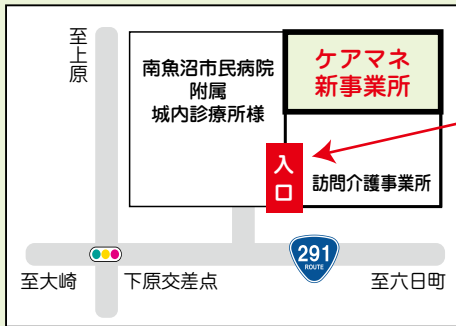 至上原
南魚沼市民病院
附属
城内診療所様
ケアマネ
新事業所
入口
訪問介護事業所
291
ROUTE
至大崎
下原交差点
至六日町